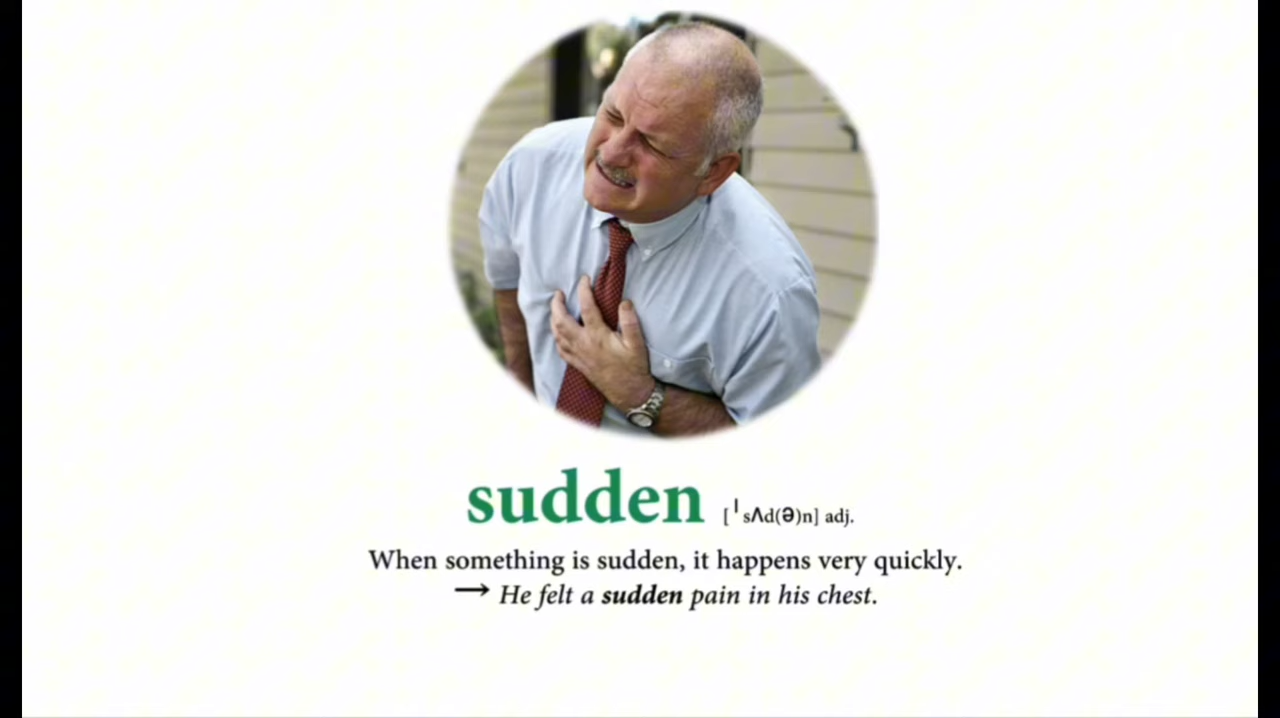 sudden [ˈsʌd(ə)n] adj.
When something is sudden, it happens very quickly.
→ He felt a sudden pain in his chest.